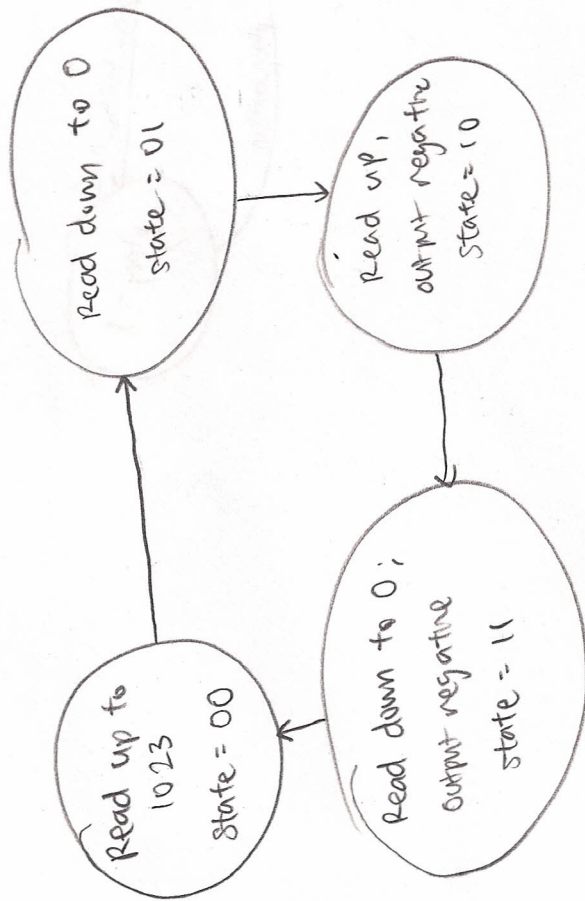 Read up to
1023
state = 00
Read down to 0
state = 01
Read up,
output negative
state = 10
Read down to 0;
output negative
state = 11